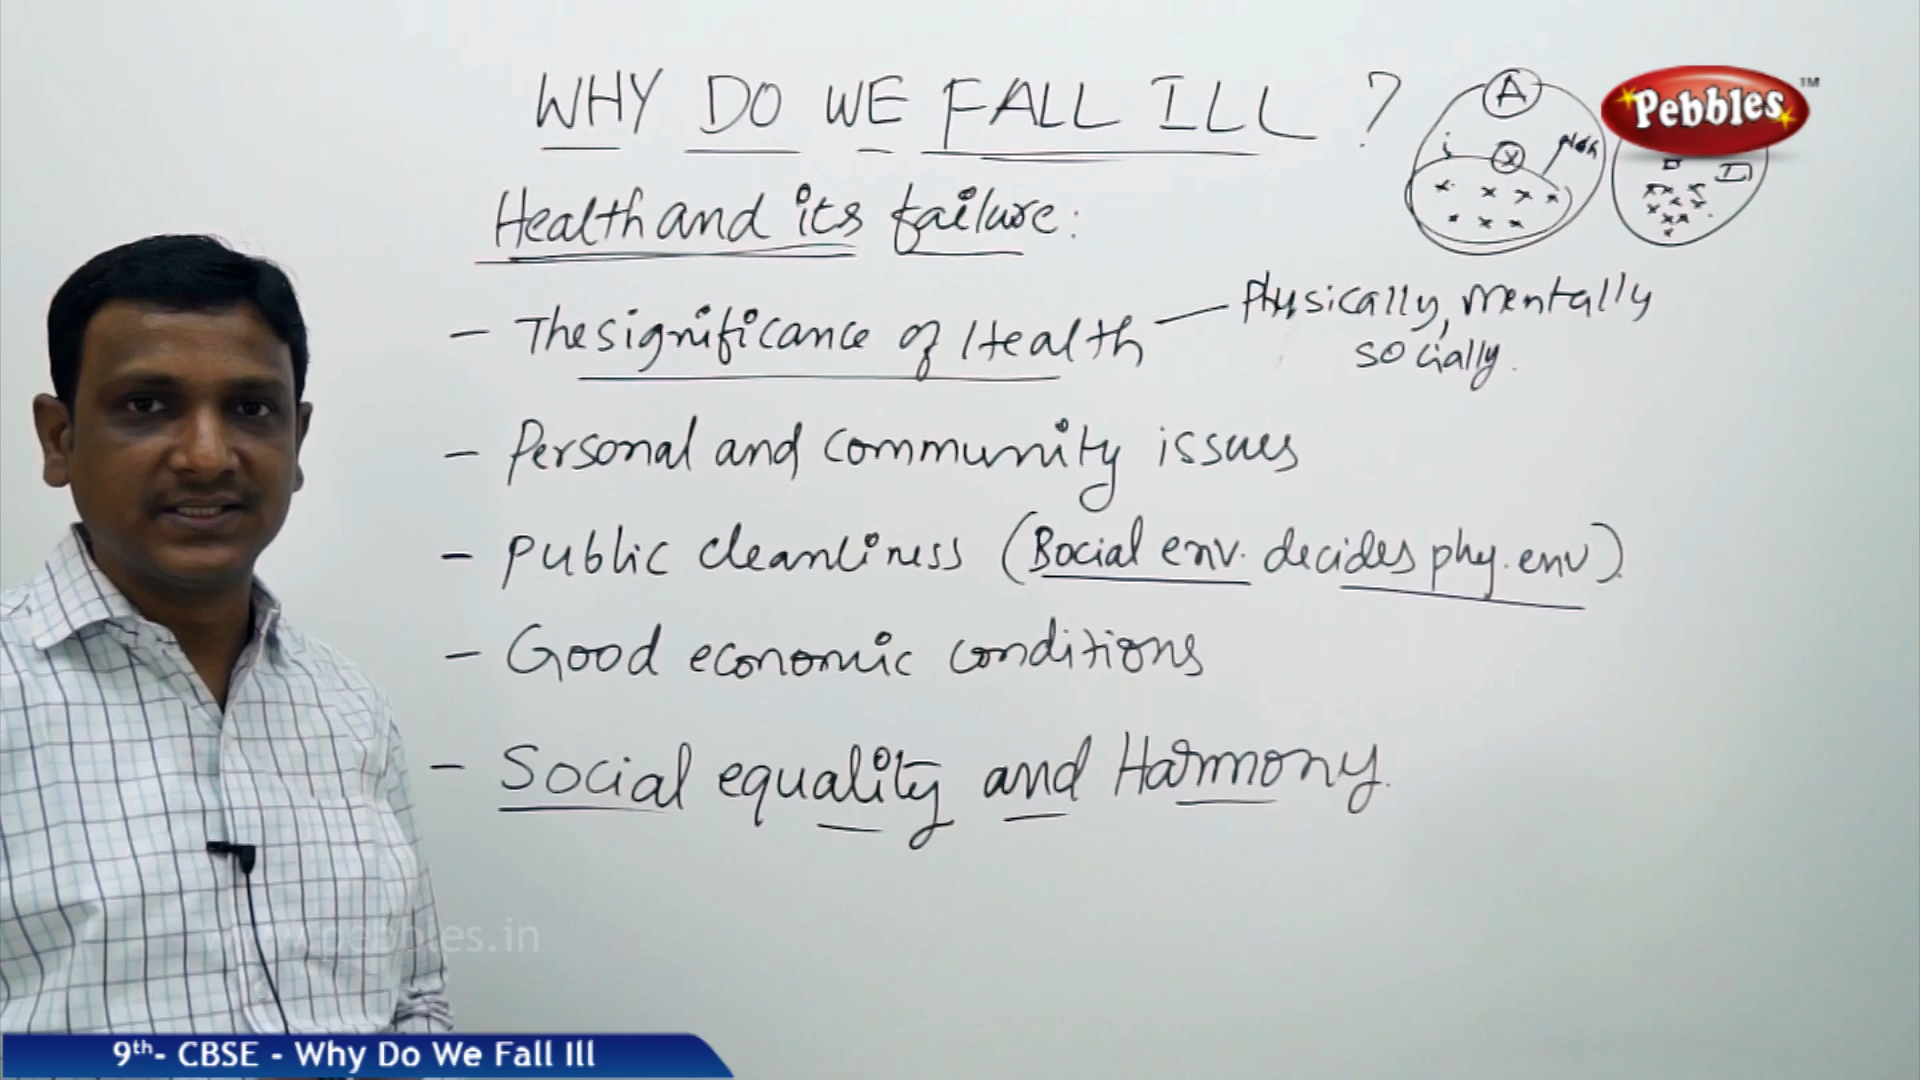 WHY DO WE FALL ILL ?
A
Pebbles™
Health and its failure:
- The significance of Health — Physically, mentally
socially.
- Personal and community issues
- public cleanliness (Social env. decides phy. env).
- Good economic conditions
- Social equality and Harmony.
www.pebbles.in
9th- CBSE - Why Do We Fall Ill